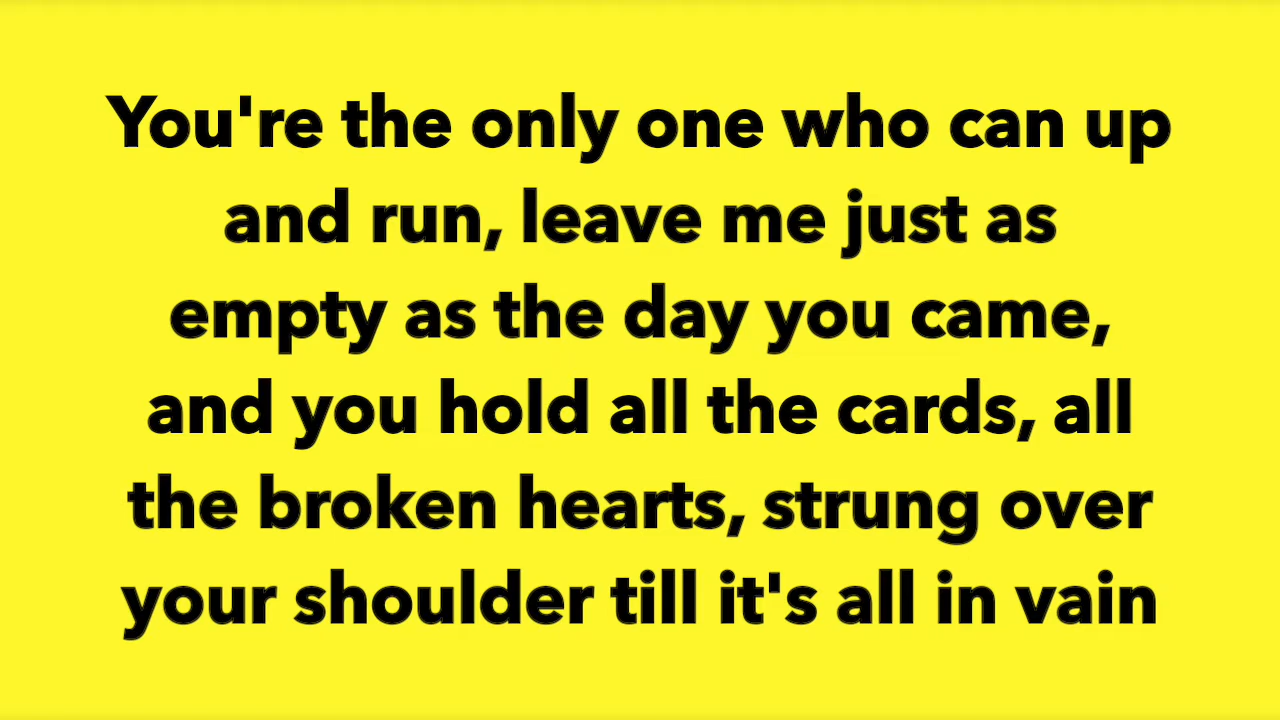 You're the only one who can up
and run, leave me just as
empty as the day you came,
and you hold all the cards, all
the broken hearts, strung over
your shoulder till it's all in vain